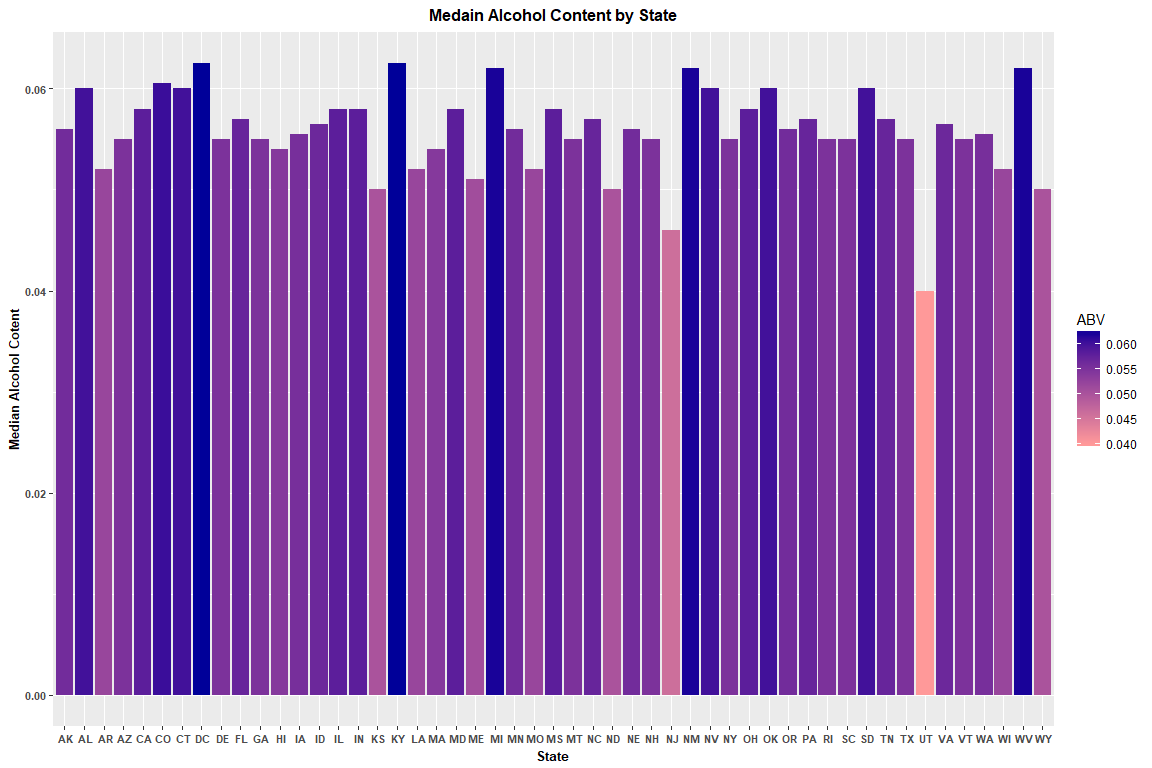 Medain Alcohol Content by State
Median Alcohol Cotent
0.06
0.04
0.02
0.00
AK AL AR AZ CA CO CT DC DE FL GA HI IA ID IL IN KS KY LA MA MD ME MI MN MO MS MT NC ND NE NH NJ NM NV NY OH OK OR PA RI SC SD TN TX UT VA VT WA WI WV WY
State
ABV
0.060
0.055
0.050
0.045
0.040